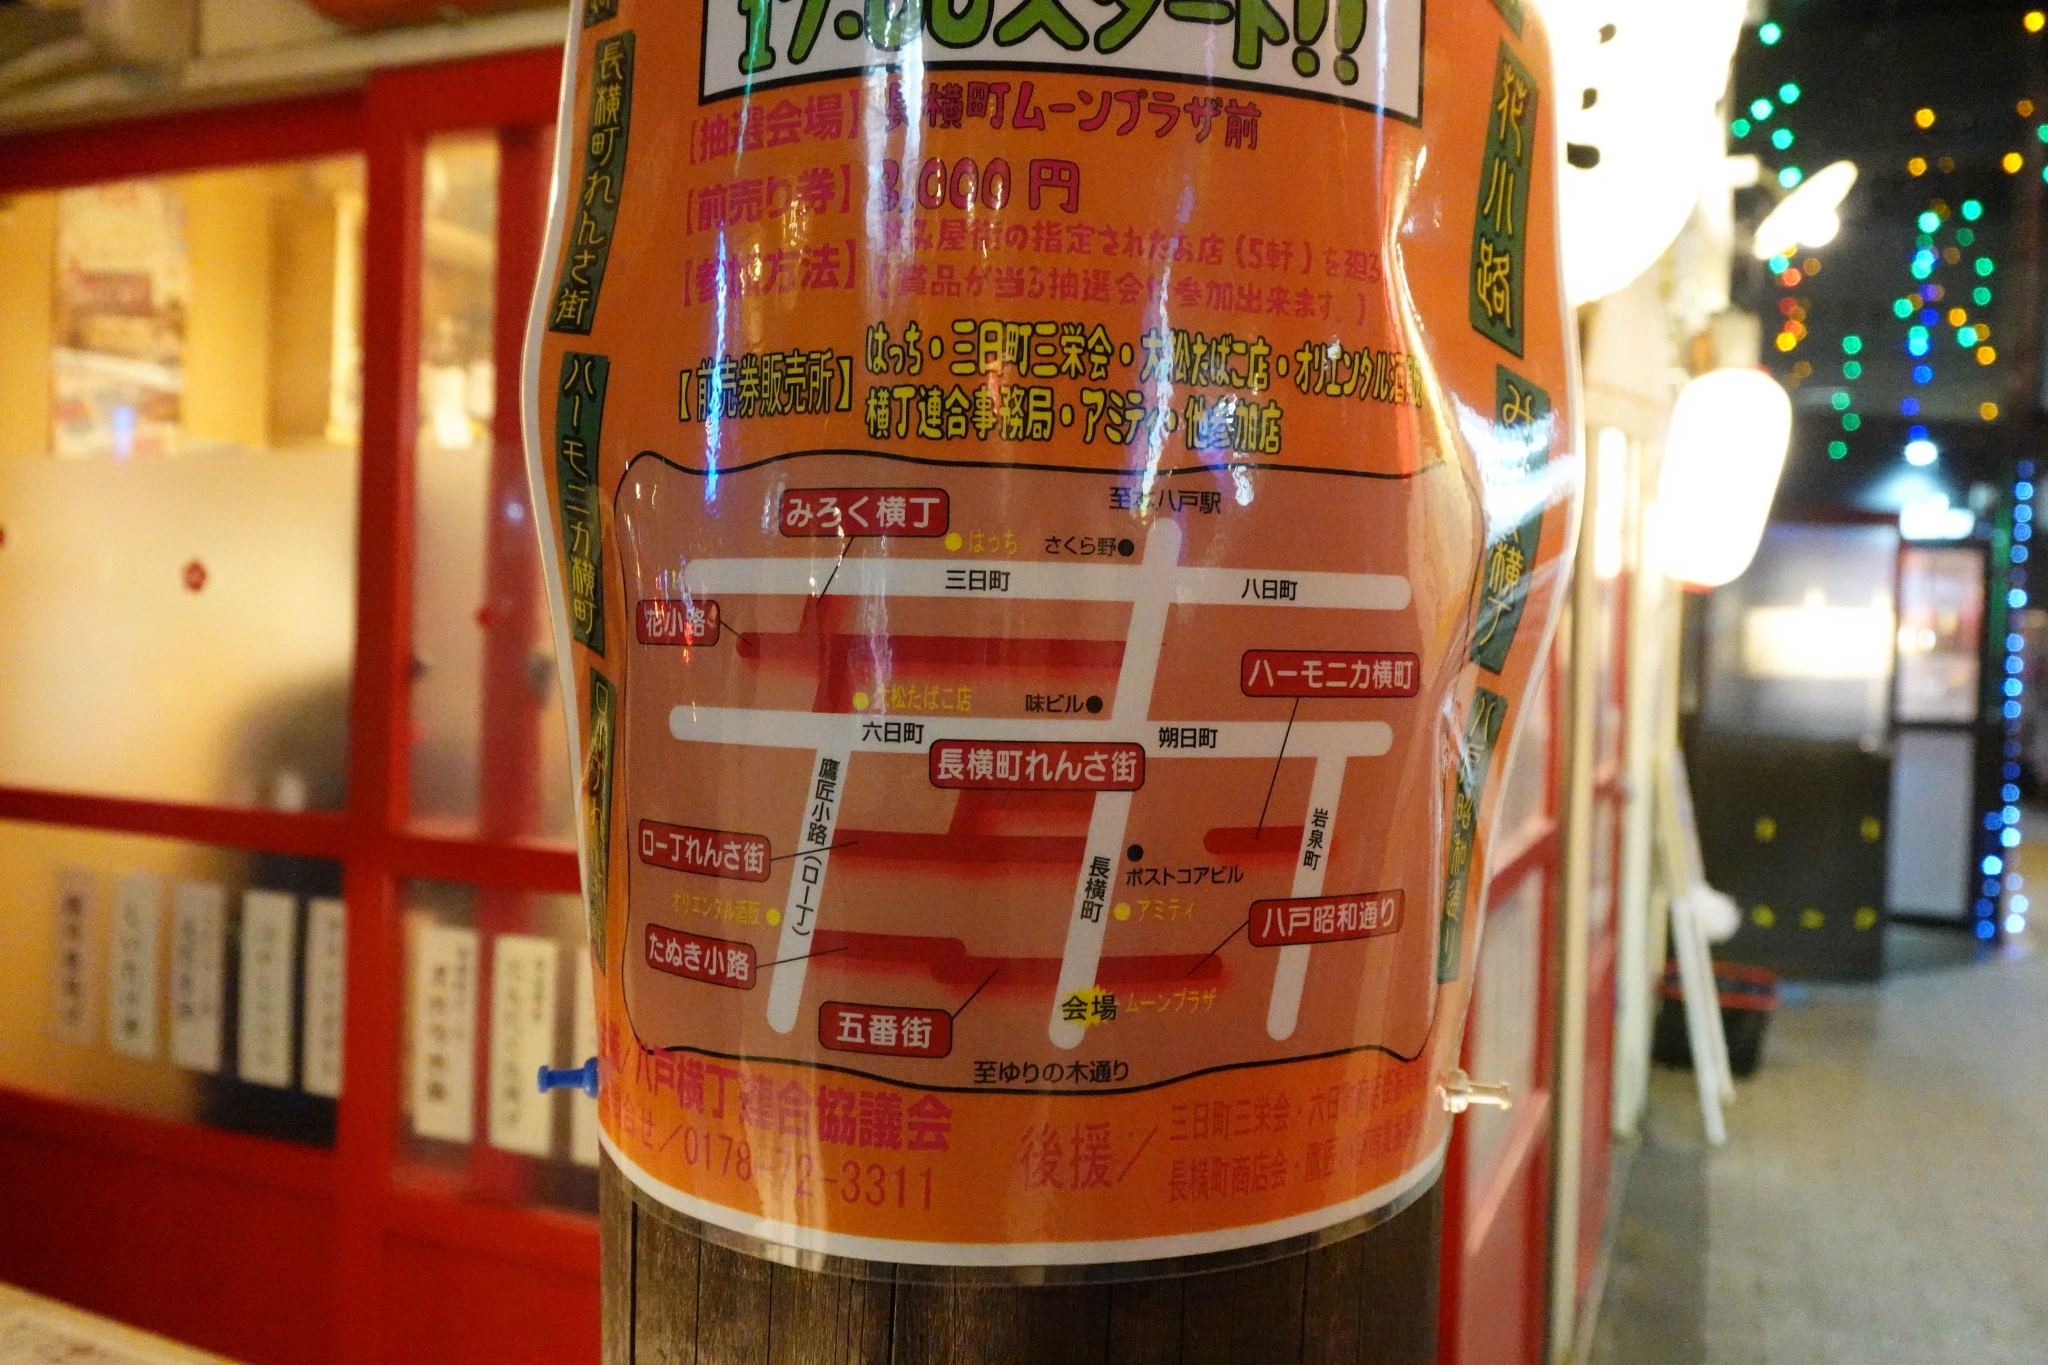 17:00スタート!!
【抽選会場】長横町ムーンプラザ前
【前売り券】3,000円
【参加方法】飲み屋街の指定されたお店(5軒)を廻る
(賞品が当る抽選会に参加出来ます。)
【前売券販売所】はっち・三日町三栄会・大松たばこ店・オリエンタル酒販
横丁連合事務局・アミティ・他参加店
長横町れんさ街
ハーモニカ横町
花小路
みろく横丁
八戸昭和通り
至本八戸駅
みろく横丁
はっち
さくら野
三日町
八日町
花小路
ハーモニカ横町
大松たばこ店
味ビル
六日町
朔日町
長横町れんさ街
鷹匠小路(ロー丁)
岩泉町
ロー丁れんさ街
長横町
ポストコアビル
オリエンタル酒販
アミティ
八戸昭和通り
たぬき小路
五番街
会場
ムーンプラザ
至ゆりの木通り
/八戸横丁連合協議会
合せ/0178-72-3311
後援/三日町三栄会・六日町
長横町商店会・鷹匠小路